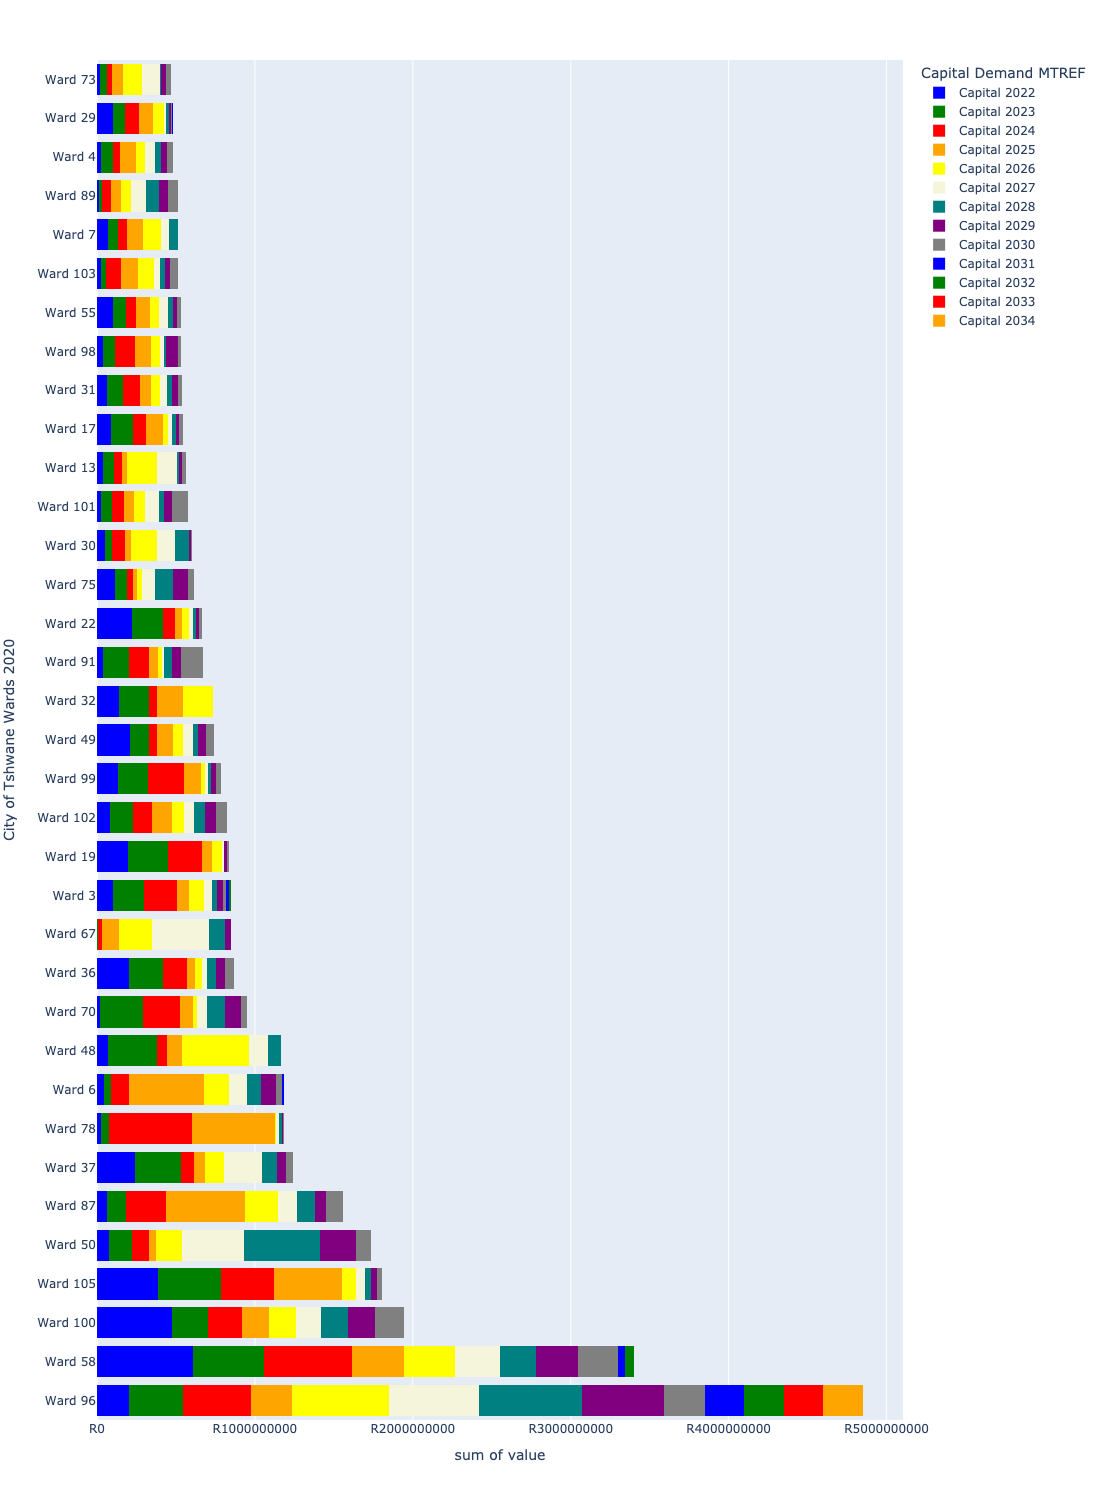 Capital Demand MTREF
Capital 2022
Capital 2023
Capital 2024
Capital 2025
Capital 2026
Capital 2027
Capital 2028
Capital 2029
Capital 2030
Capital 2031
Capital 2032
Capital 2033
Capital 2034
City of Tshwane Wards 2020
Ward 73
Ward 29
Ward 4
Ward 89
Ward 7
Ward 103
Ward 55
Ward 98
Ward 31
Ward 17
Ward 13
Ward 101
Ward 30
Ward 75
Ward 22
Ward 91
Ward 32
Ward 49
Ward 99
Ward 102
Ward 19
Ward 3
Ward 67
Ward 36
Ward 70
Ward 48
Ward 6
Ward 78
Ward 37
Ward 87
Ward 50
Ward 105
Ward 100
Ward 58
Ward 96
R0 R1000000000 R2000000000 R3000000000 R4000000000 R5000000000
sum of value